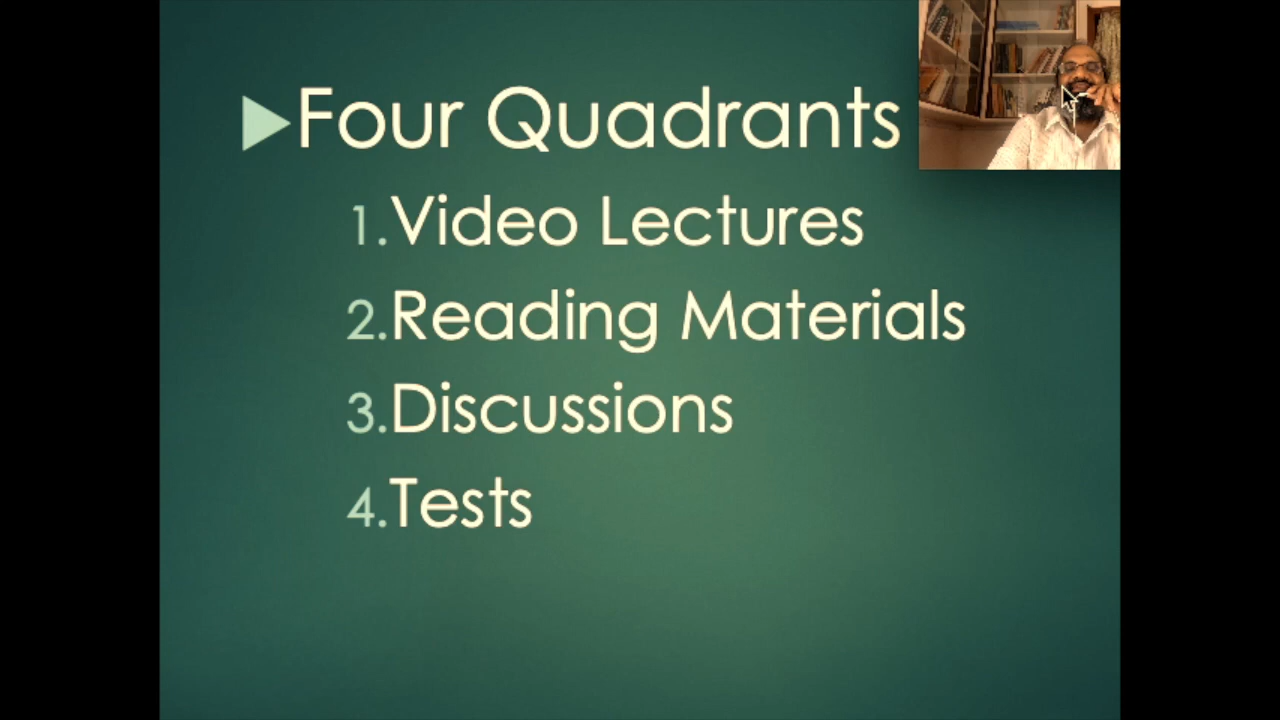 Four Quadrants
1.Video Lectures
2.Reading Materials
3.Discussions
4.Tests